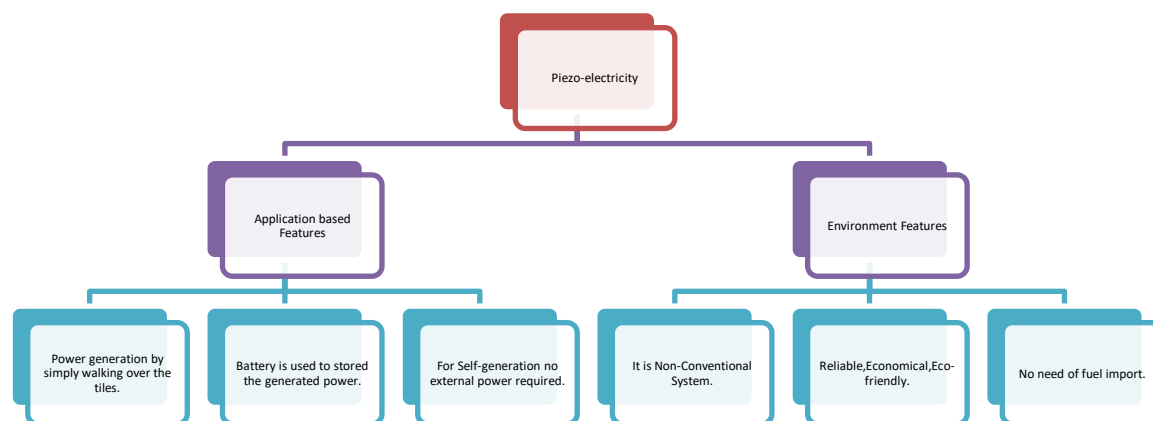 Piezo-electricity
Application based
Features
Environment Features
Power generation by
simply walking over the
tiles.
Battery is used to stored
the generated power.
For Self-generation no
external power required.
It is Non-Conventional
System.
Reliable,Economical,Eco-
friendly.
No need of fuel import.